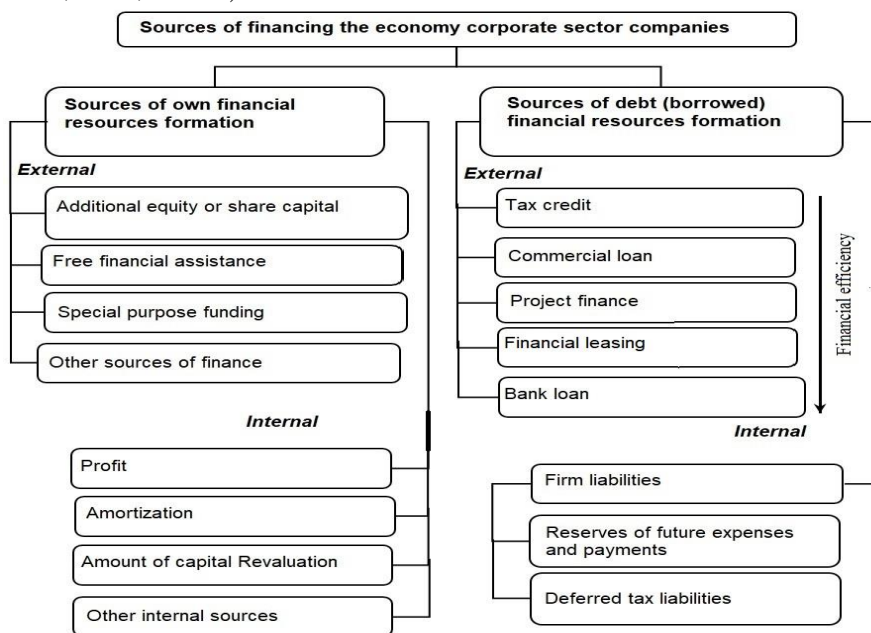 Sources of financing the economy corporate sector companies
Sources of own financial
resources formation
External
Additional equity or share capital
Free financial assistance
Special purpose funding
Other sources of finance
Internal
Profit
Amortization
Amount of capital Revaluation
Other internal sources
Sources of debt (borrowed)
financial resources formation
External
Tax credit
Commercial loan
Project finance
Financial leasing
Bank loan
Financial efficiency
Internal
Firm liabilities
Reserves of future expenses
and payments
Deferred tax liabilities